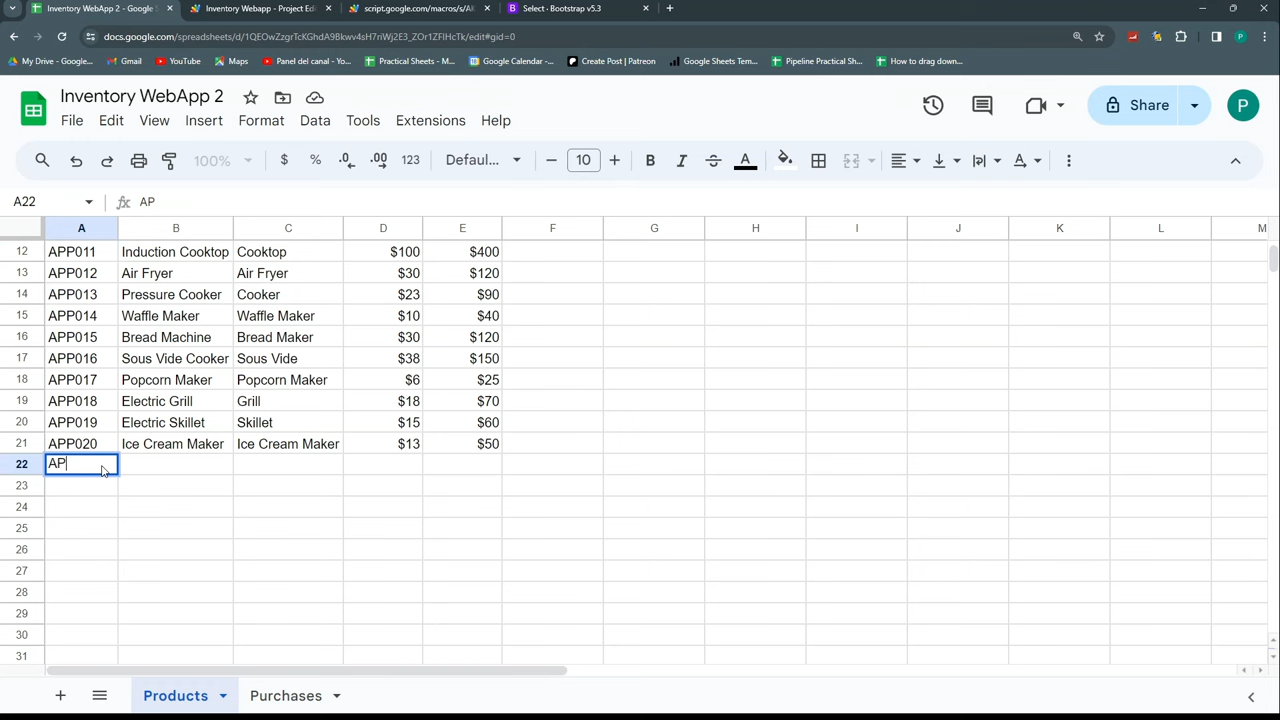 Inventory WebApp 2 - Google S
Inventory Webapp - Project Edi
script.google.com/macros/s/AK
Select · Bootstrap v5.3
docs.google.com/spreadsheets/d/1QEOwZzgrTcKGhdA9Bkwv4sH7riWj2E3_ZOr1ZFIHcTk/edit#gid=0
My Drive - Google...
Gmail
YouTube
Maps
Panel del canal - Yo...
Practical Sheets - M...
Google Calendar -...
Create Post | Patreon
Google Sheets Tem...
Pipeline Practical Sh...
How to drag down...
Inventory WebApp 2
File Edit View Insert Format Data Tools Extensions Help
Share
P
100% $ % .0 .00 123 Defaul... 10 B I A
A22 fx AP
A B C D E F G H I J K L M
12 APP011 Induction Cooktop Cooktop $100 $400
13 APP012 Air Fryer Air Fryer $30 $120
14 APP013 Pressure Cooker Cooker $23 $90
15 APP014 Waffle Maker Waffle Maker $10 $40
16 APP015 Bread Machine Bread Maker $30 $120
17 APP016 Sous Vide Cooker Sous Vide $38 $150
18 APP017 Popcorn Maker Popcorn Maker $6 $25
19 APP018 Electric Grill Grill $18 $70
20 APP019 Electric Skillet Skillet $15 $60
21 APP020 Ice Cream Maker Ice Cream Maker $13 $50
22 AP
23
24
25
26
27
28
29
30
31
Products Purchases